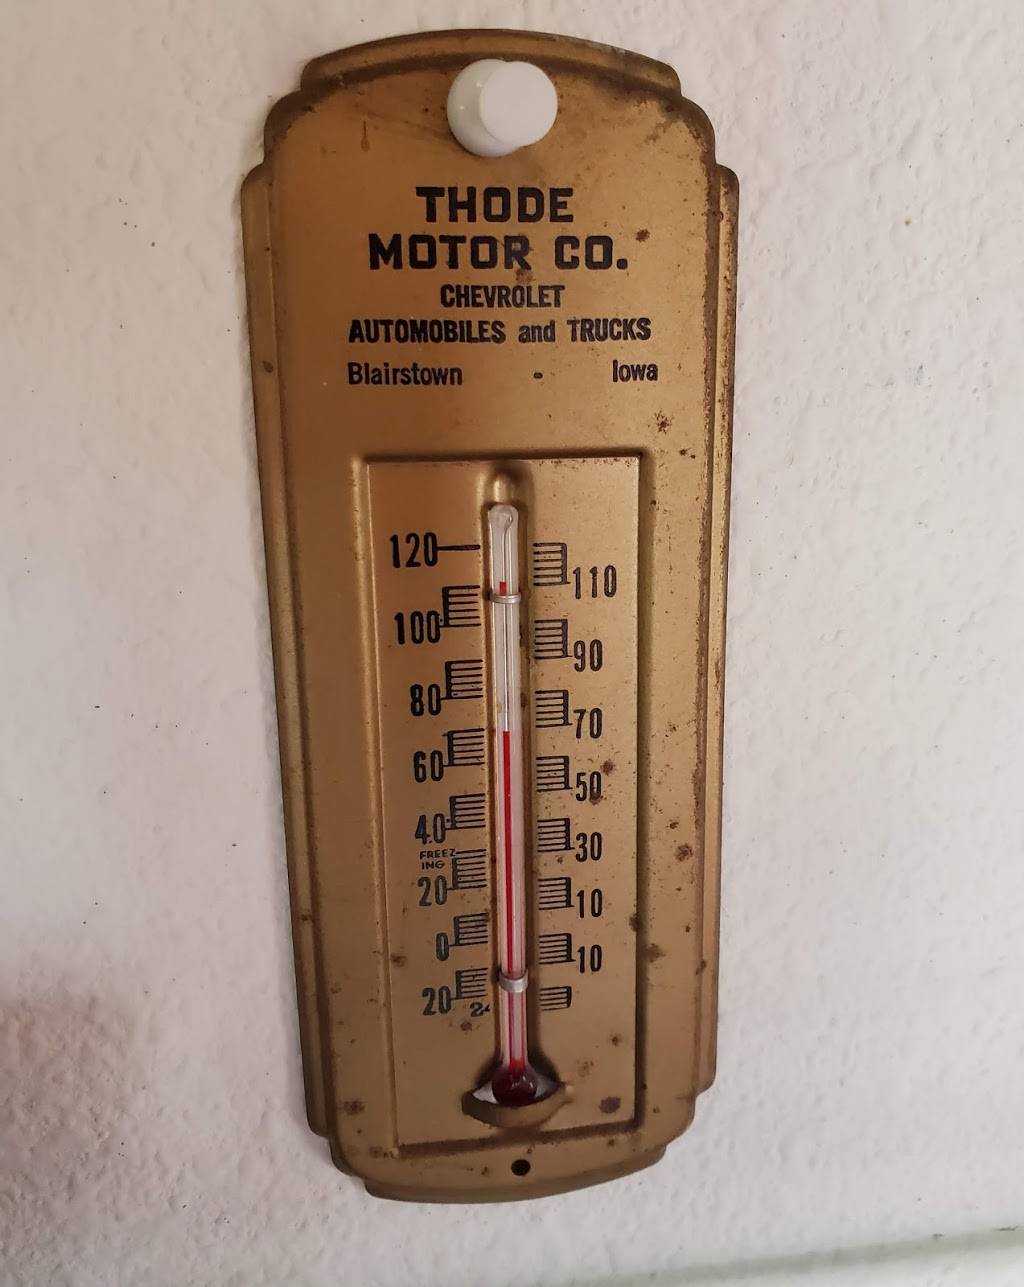 THODE
MOTOR CO.
CHEVROLET
AUTOMOBILES and TRUCKS
Blairstown - Iowa
120
110
100
90
80
70
60
50
40
30
FREEZ-
ING
20
10
0
10
20